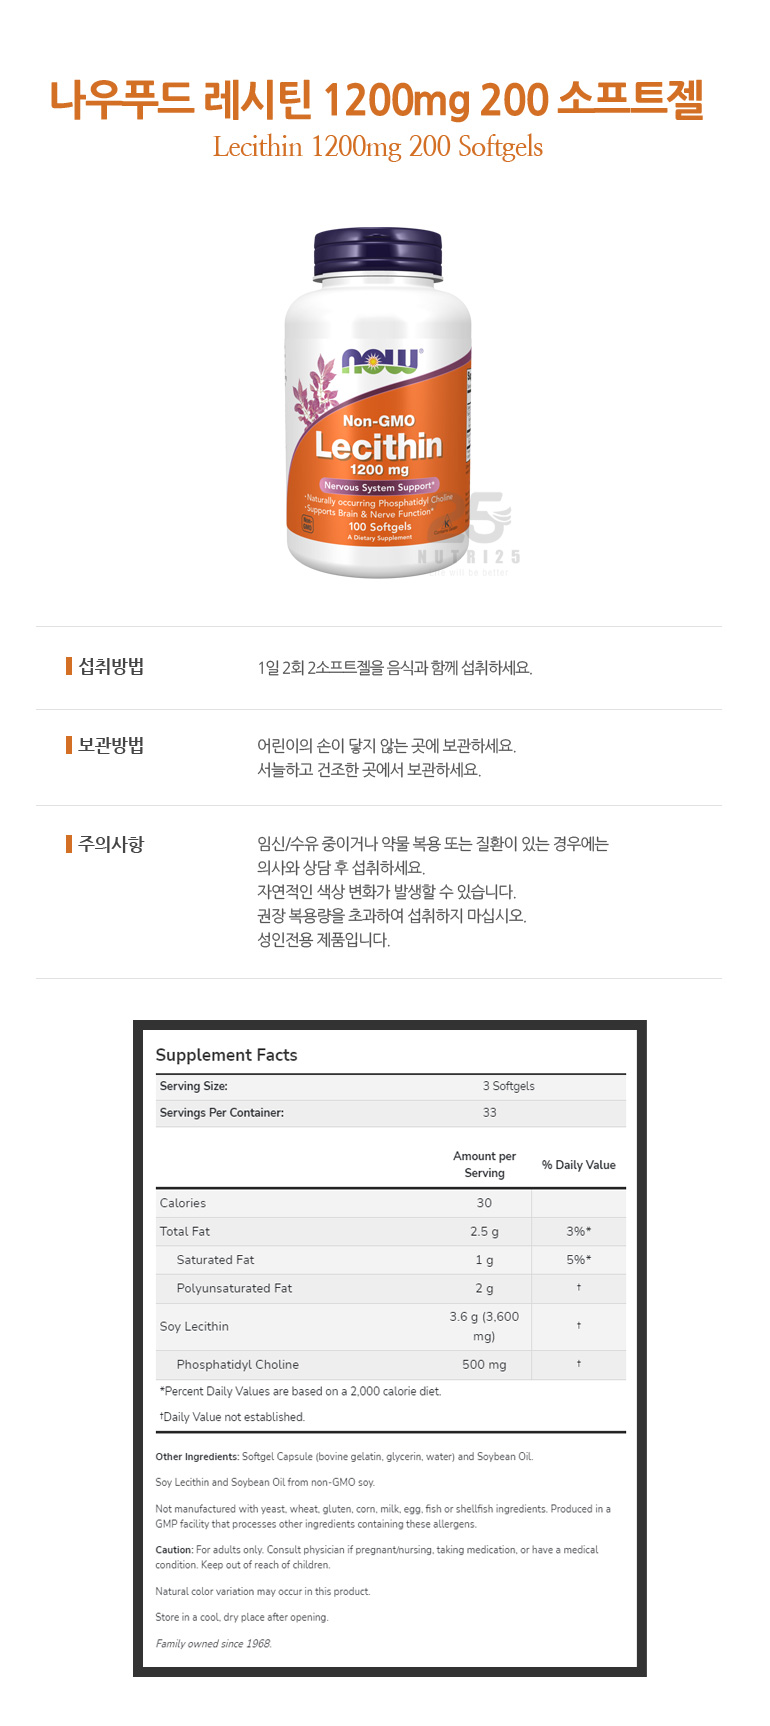 나우푸드 레시틴 1200mg 200 소프트젤
Lecithin 1200mg 200 Softgels
NOW®
Non-GMO
Lecithin
1200 mg
Nervous System Support*
·Naturally occurring Phosphatidyl Choline
·Supports Brain & Nerve Function*
100 Softgels
A Dietary Supplement
25
NUTRI25
will be better
섭취방법
1일 2회 2소프트젤을 음식과 함께 섭취하세요.
보관방법
어린이의 손이 닿지 않는 곳에 보관하세요.
서늘하고 건조한 곳에서 보관하세요.
주의사항
임신/수유 중이거나 약물 복용 또는 질환이 있는 경우에는
의사와 상담 후 섭취하세요.
자연적인 색상 변화가 발생할 수 있습니다.
권장 복용량을 초과하여 섭취하지 마십시오.
성인전용 제품입니다.
Supplement Facts
Serving Size: 3 Softgels
Servings Per Container: 33
Amount per
Serving
% Daily Value
Calories 30
Total Fat 2.5 g 3%*
Saturated Fat 1 g 5%*
Polyunsaturated Fat 2 g †
Soy Lecithin 3.6 g (3,600
mg) †
Phosphatidyl Choline 500 mg †
*Percent Daily Values are based on a 2,000 calorie diet.
†Daily Value not established.
Other Ingredients: Softgel Capsule (bovine gelatin, glycerin, water) and Soybean Oil.
Soy Lecithin and Soybean Oil from non-GMO soy.
Not manufactured with yeast, wheat, gluten, corn, milk, egg, fish or shellfish ingredients. Produced in a
GMP facility that processes other ingredients containing these allergens.
Caution: For adults only. Consult physician if pregnant/nursing, taking medication, or have a medical
condition. Keep out of reach of children.
Natural color variation may occur in this product.
Store in a cool, dry place after opening.
Family owned since 1968.